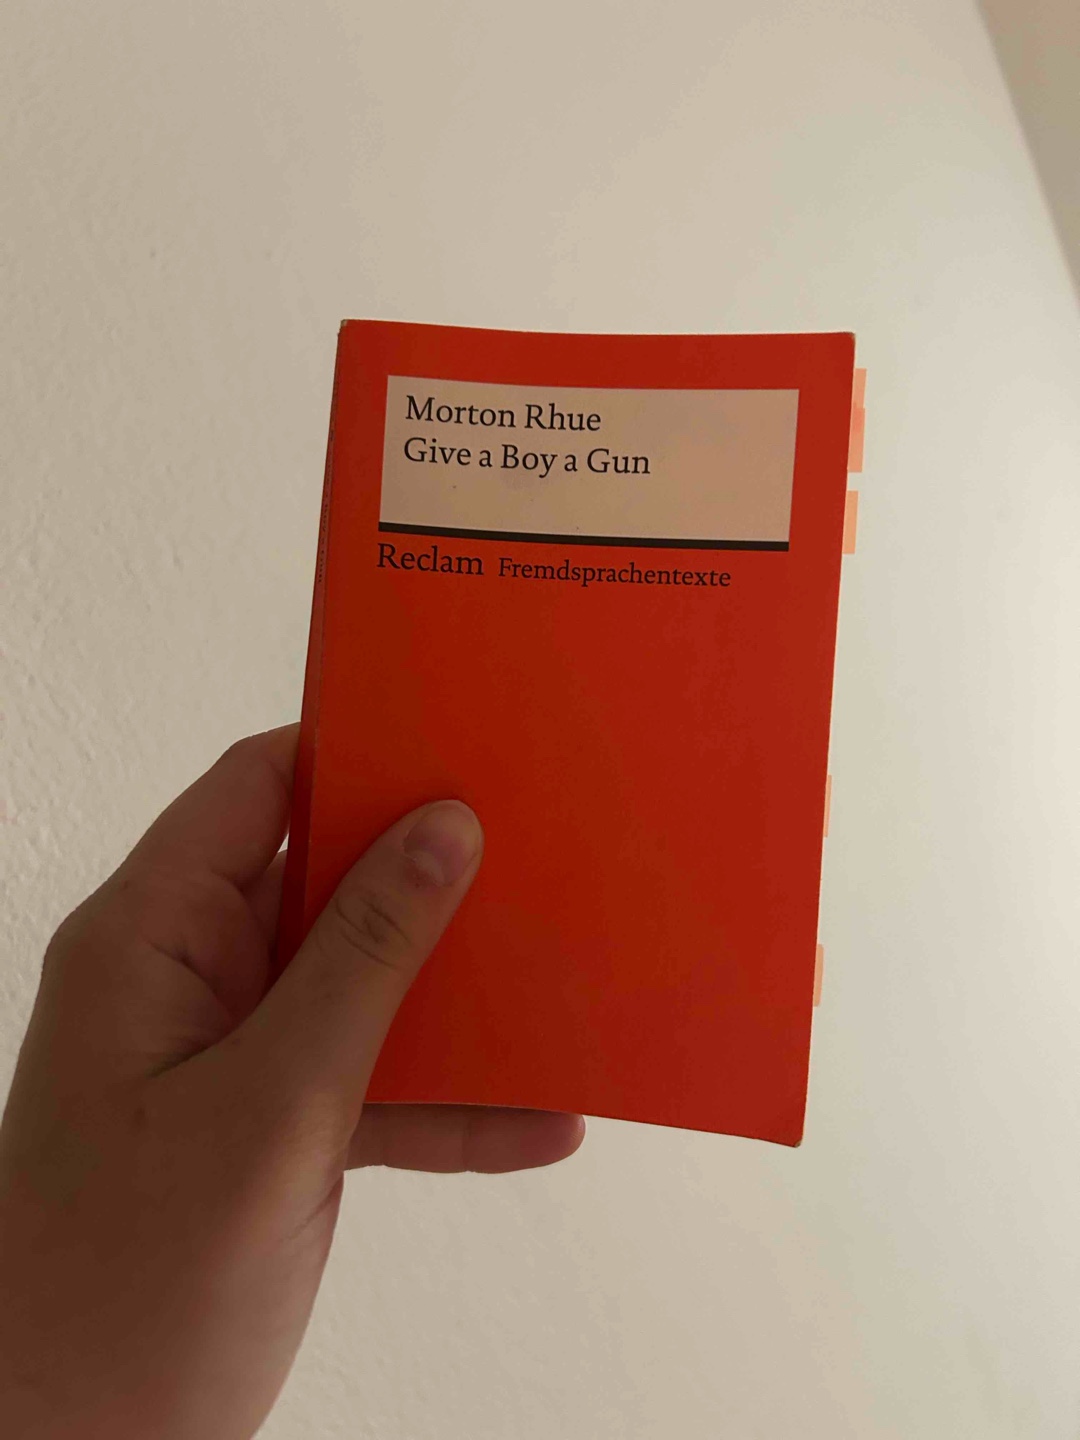 Morton Rhue
Give a Boy a Gun
Reclam Fremdsprachentexte